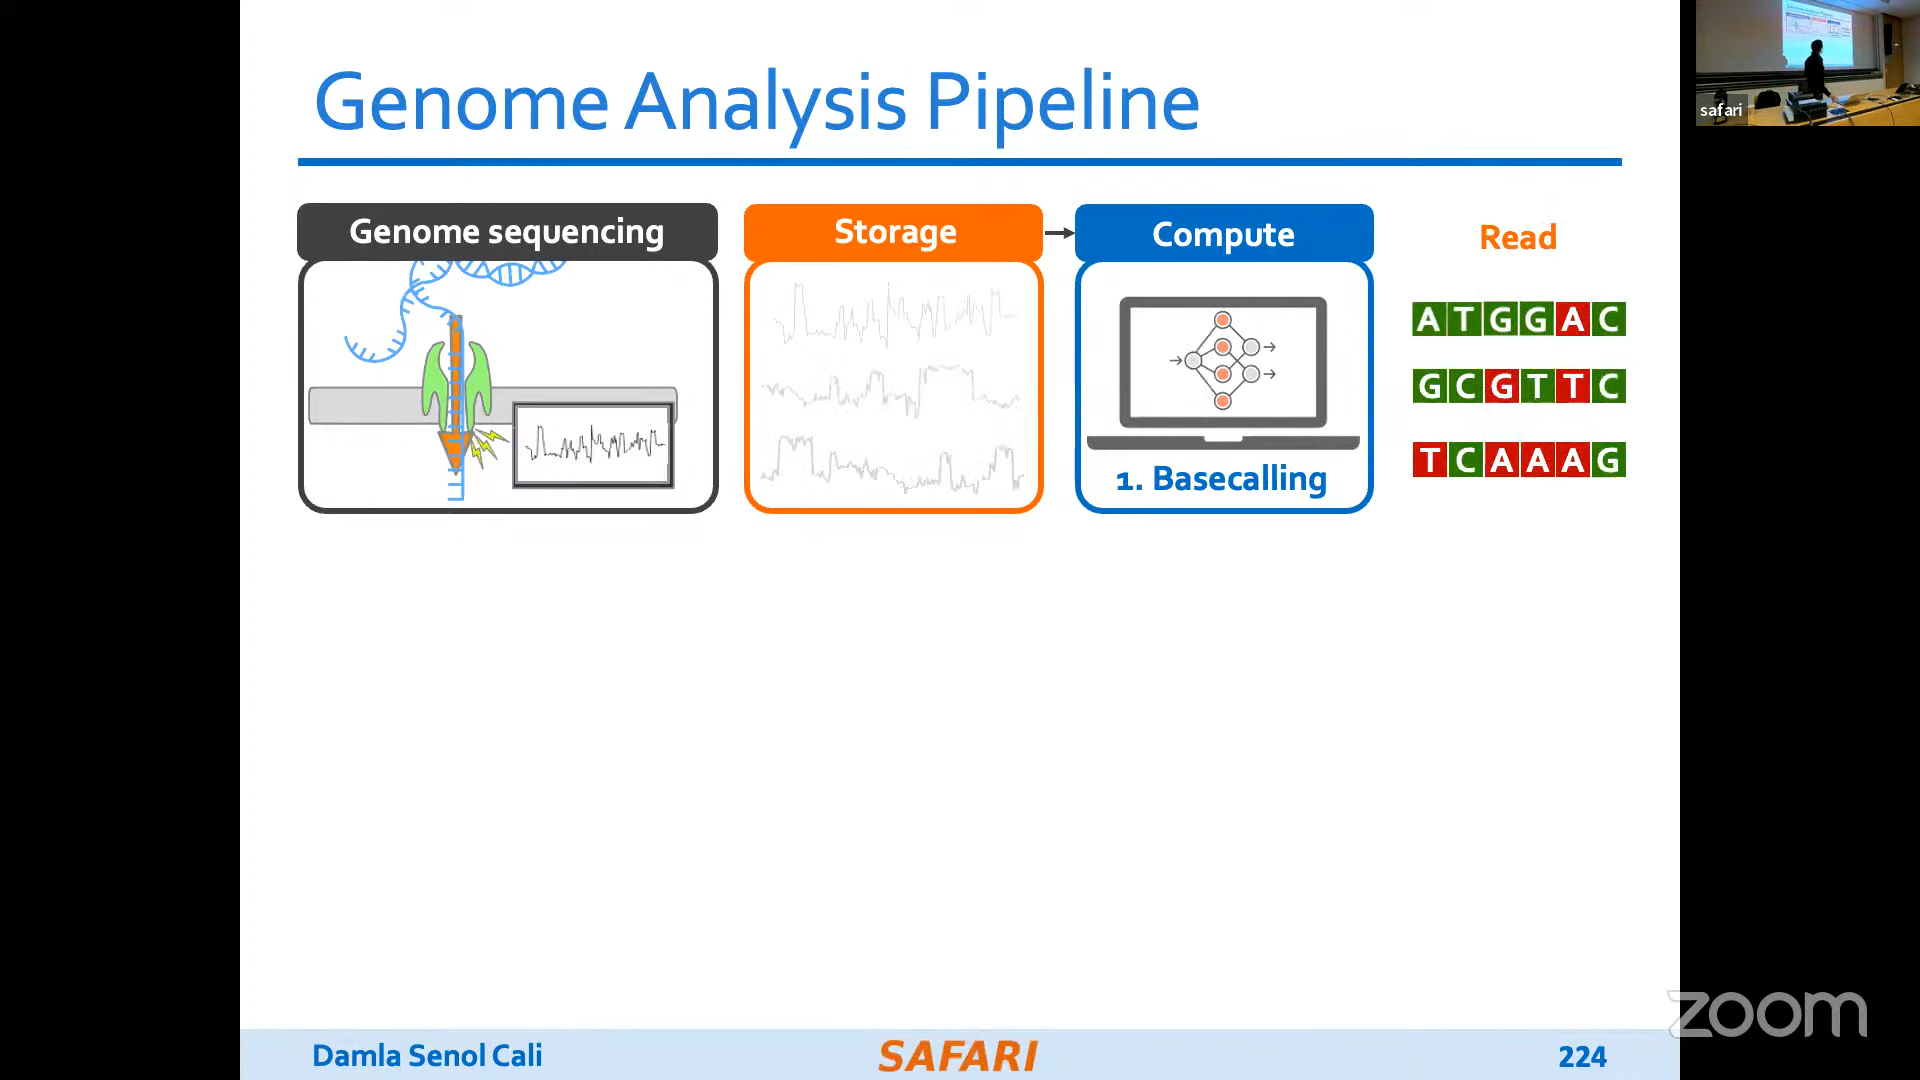 Genome Analysis Pipeline
Genome sequencing
Storage
Compute
Read
1. Basecalling
ATGGAC
GCGTTC
TCAAAG
Damla Senol Cali
SAFARI
224
safari
zoom